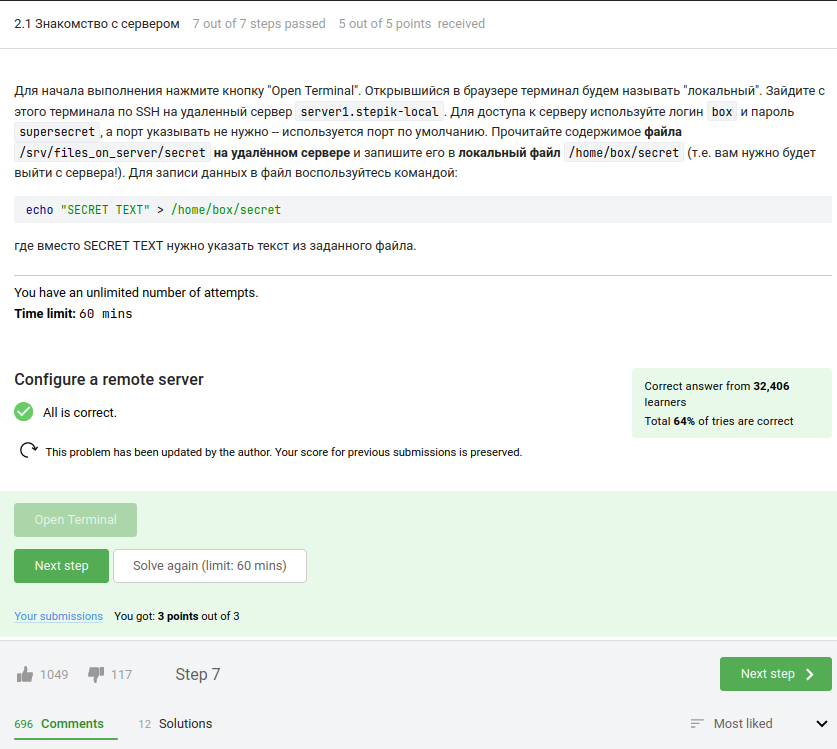 2.1 Знакомство с сервером 7 out of 7 steps passed 5 out of 5 points received
Для начала выполнения нажмите кнопку "Open Terminal". Открывшийся в браузере терминал будем называть "локальный". Зайдите с
этого терминала по SSH на удаленный сервер server1.stepik-local . Для доступа к серверу используйте логин box и пароль
supersecret , а порт указывать не нужно – используется порт по умолчанию. Прочитайте содержимое файла
/srv/files_on_server/secret на удалённом сервере и запишите его в локальный файл /home/box/secret (т.е. вам нужно будет
выйти с сервера!). Для записи данных в файл воспользуйтесь командой:
echo "SECRET TEXT" > /home/box/secret
где вместо SECRET TEXT нужно указать текст из заданного файла.
You have an unlimited number of attempts.
Time limit: 60 mins
Configure a remote server
All is correct.
This problem has been updated by the author. Your score for previous submissions is preserved.
Correct answer from 32,406
learners
Total 64% of tries are correct
Open Terminal
Next step Solve again (limit: 60 mins)
Your submissions You got: 3 points out of 3
1049 117 Step 7 Next step
696 Comments 12 Solutions Most liked